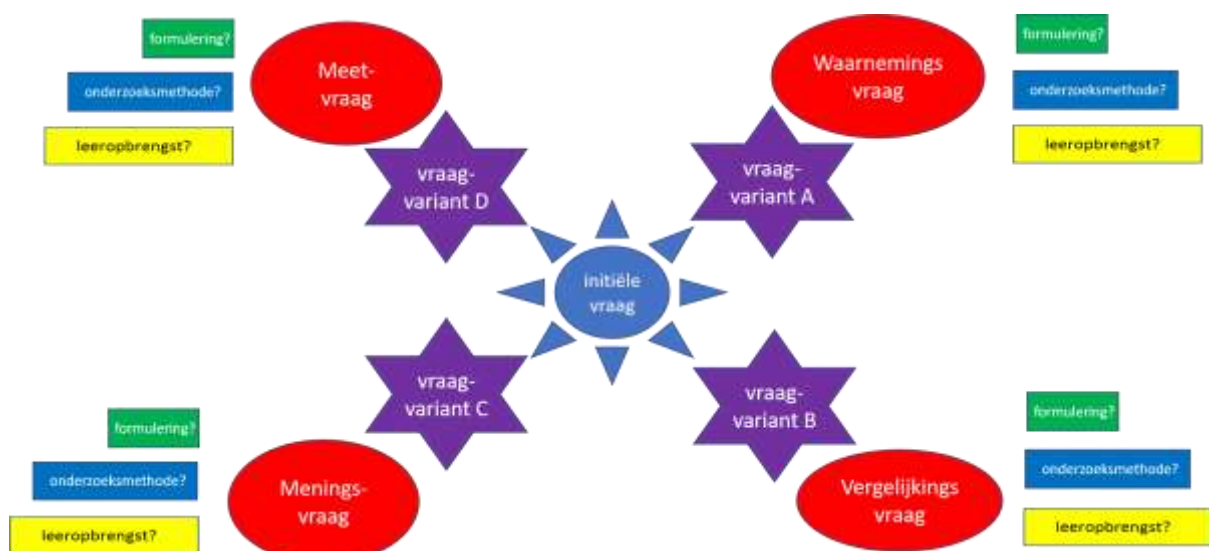 formulering?
onderzoeksmethode?
leeropbrengst?
Meet-
vraag
vraag-
variant D
Waarnemings
vraag
formulering?
onderzoeksmethode?
leeropbrengst?
vraag-
variant A
initiële
vraag
vraag-
variant C
formulering?
onderzoeksmethode?
leeropbrengst?
Menings-
vraag
vraag-
variant B
Vergelijkings
vraag
formulering?
onderzoeksmethode?
leeropbrengst?